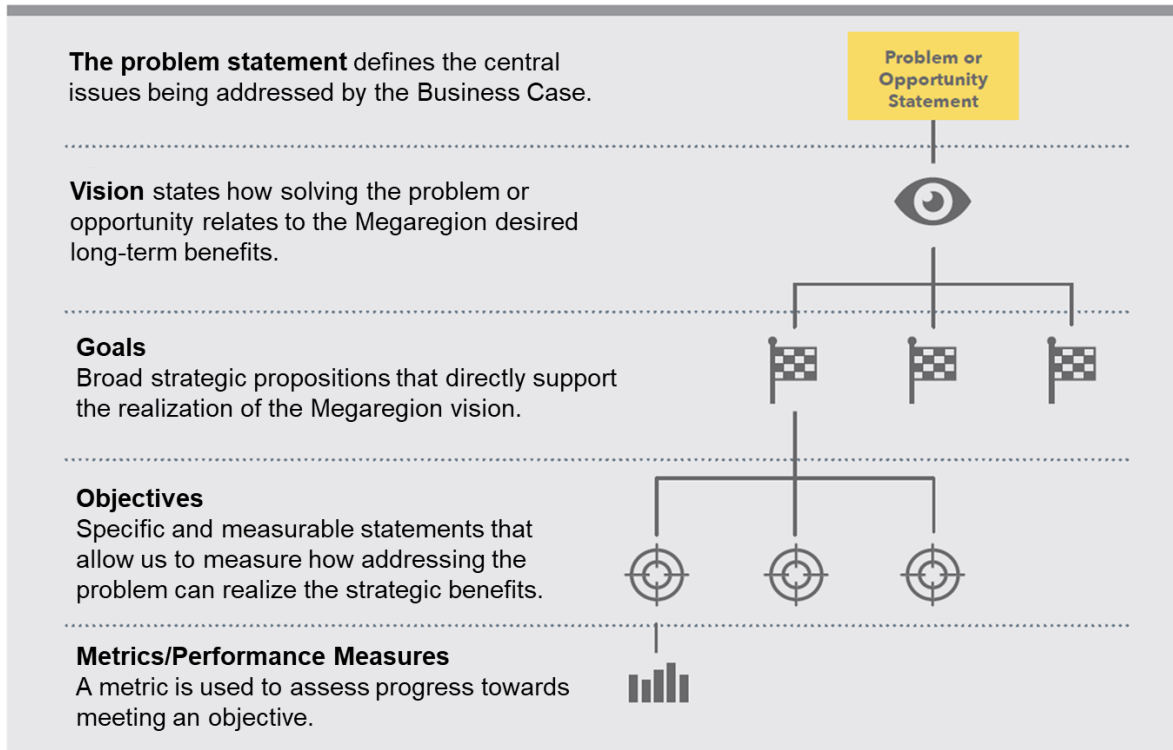 The problem statement defines the central
issues being addressed by the Business Case.
Problem or
Opportunity
Statement
Vision states how solving the problem or
opportunity relates to the Megaregion desired
long-term benefits.
Goals
Broad strategic propositions that directly support
the realization of the Megaregion vision.
Objectives
Specific and measurable statements that
allow us to measure how addressing the
problem can realize the strategic benefits.
Metrics/Performance Measures
A metric is used to assess progress towards
meeting an objective.